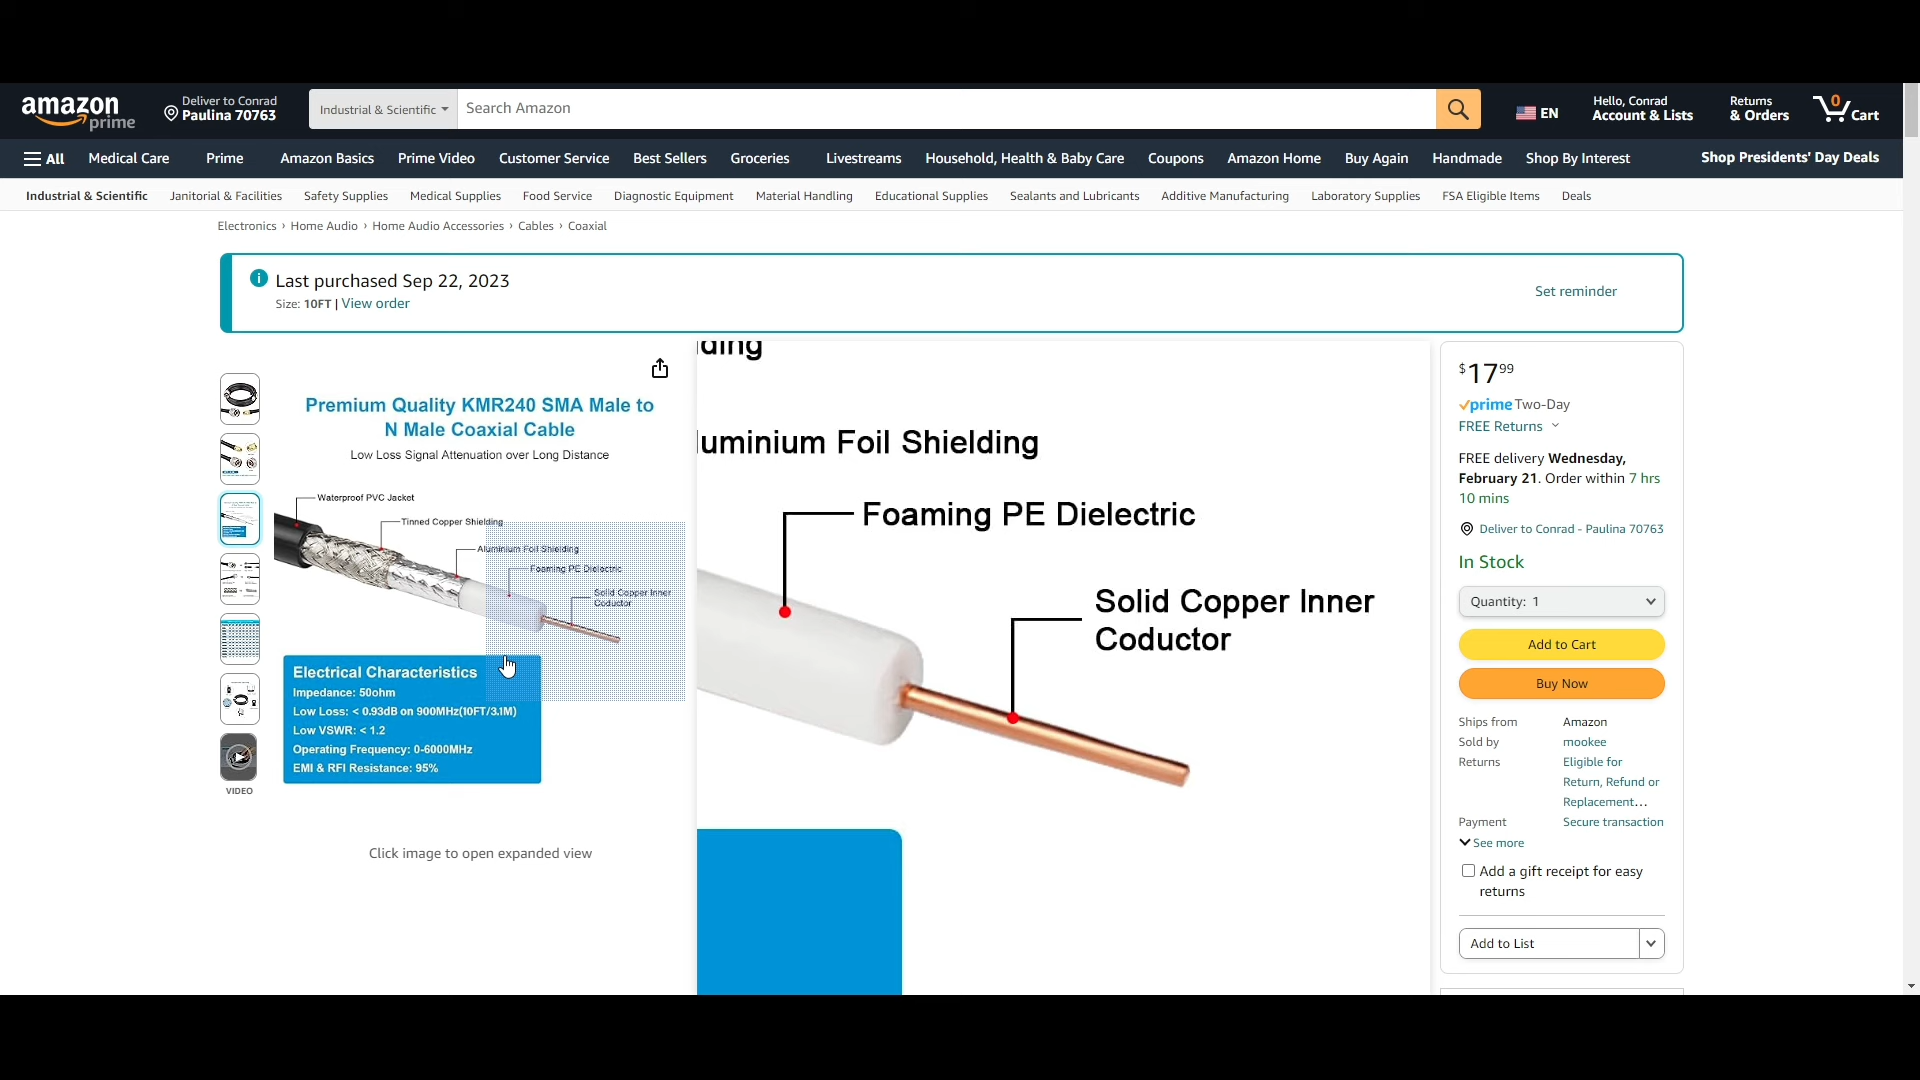 amazon
prime
Deliver to Conrad
Paulina 70763
Industrial & Scientific
Search Amazon
EN
Hello, Conrad
Account & Lists
Returns
& Orders
0
Cart
All
Medical Care
Prime
Amazon Basics
Prime Video
Customer Service
Best Sellers
Groceries
Livestreams
Household, Health & Baby Care
Coupons
Amazon Home
Buy Again
Handmade
Shop By Interest
Shop Presidents' Day Deals
Industrial & Scientific
Janitorial & Facilities
Safety Supplies
Medical Supplies
Food Service
Diagnostic Equipment
Material Handling
Educational Supplies
Sealants and Lubricants
Additive Manufacturing
Laboratory Supplies
FSA Eligible Items
Deals
Electronics › Home Audio › Home Audio Accessories › Cables › Coaxial
Last purchased Sep 22, 2023
Size: 10FT | View order
Set reminder
Premium Quality KMR240 SMA Male to
N Male Coaxial Cable
Low Loss Signal Attenuation over Long Distance
Waterproof PVC Jacket
Tinned Copper Shielding
Aluminium Foil Shielding
Foaming PE Dielectric
Solid Copper Inner
Coductor
Electrical Characteristics
Impedance: 50ohm
Low Loss: < 0.93dB on 900MHz(10FT/3.1M)
Low VSWR: < 1.2
Operating Frequency: 0-6000MHz
EMI & RFI Resistance: 95%
VIDEO
Click image to open expanded view
lding
luminium Foil Shielding
Foaming PE Dielectric
Solid Copper Inner
Coductor
$17 99
prime Two-Day
FREE Returns
FREE delivery Wednesday,
February 21. Order within 7 hrs
10 mins
Deliver to Conrad - Paulina 70763
In Stock
Quantity: 1
Add to Cart
Buy Now
Ships from Amazon
Sold by mookee
Returns Eligible for
Return, Refund or
Replacement…
Payment Secure transaction
See more
Add a gift receipt for easy
returns
Add to List